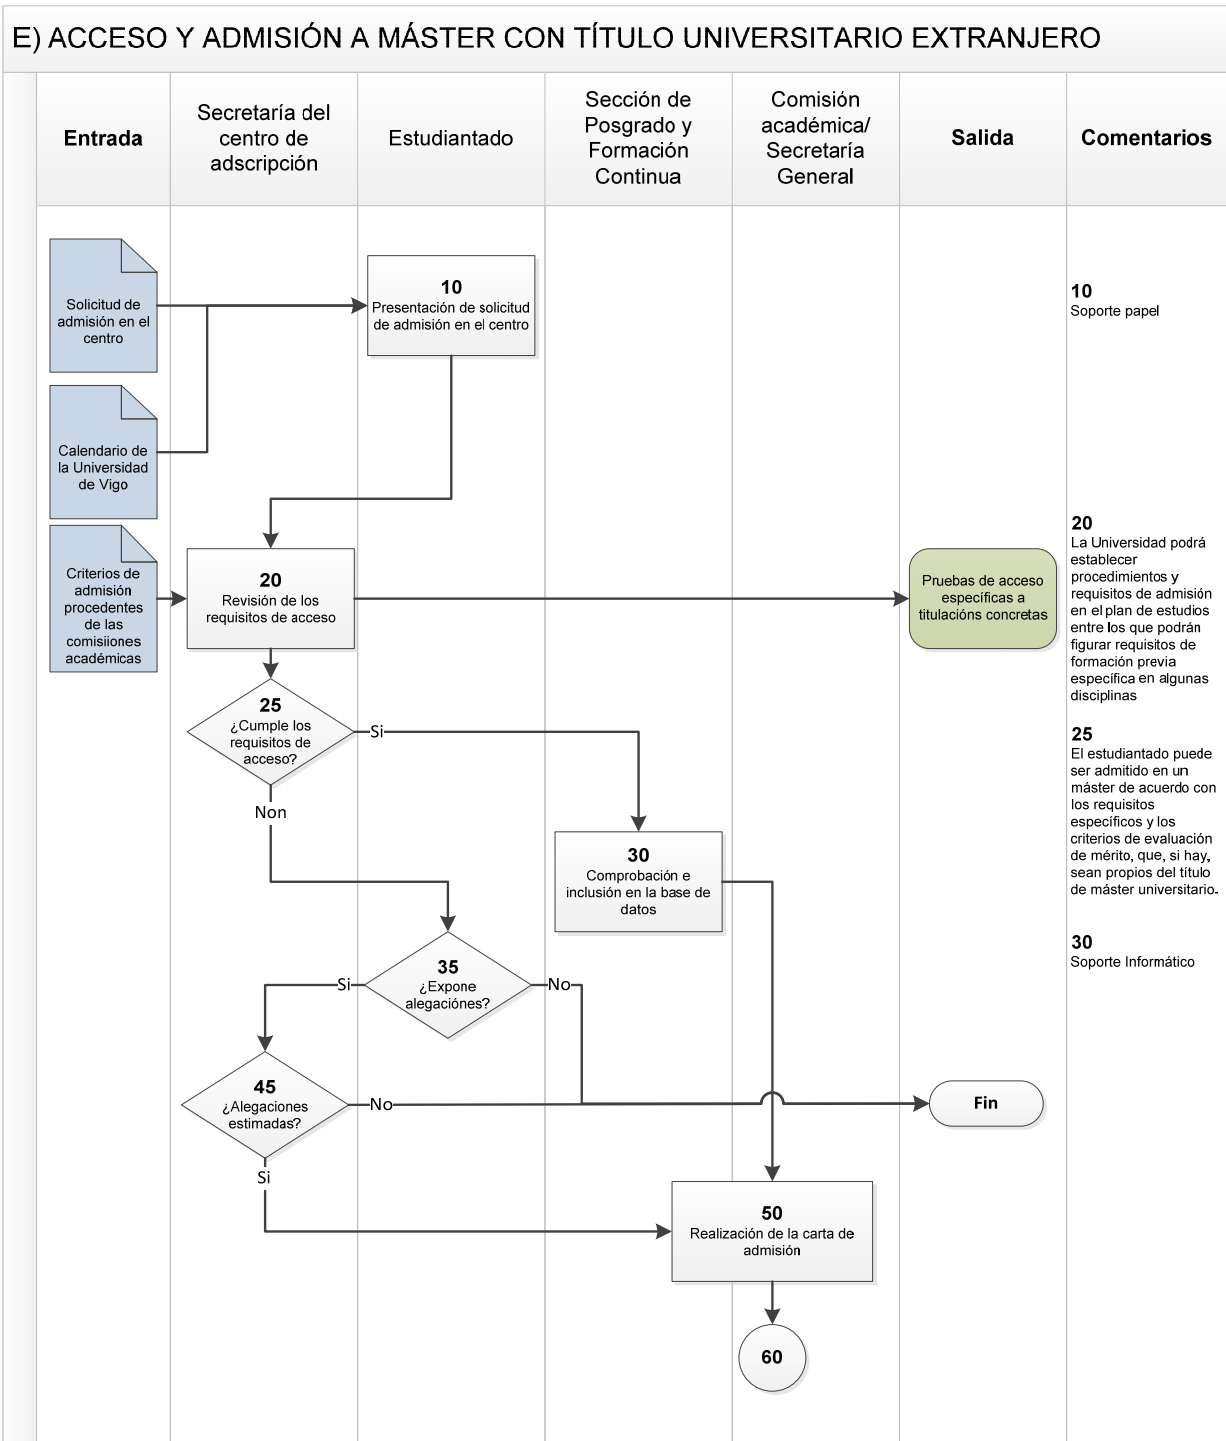 E) ACCESO Y ADMISIÓN A MÁSTER CON TÍTULO UNIVERSITARIO EXTRANJERO
Entrada
Secretaría del
centro de
adscripción
Estudiantado
Sección de
Posgrado y
Formación
Continua
Comisión
académica/
Secretaría
General
Salida
Comentarios
Solicitud de
admisión en el
centro
10
Presentación de solicitud
de admisión en el centro
10
Soporte papel
Calendario de
la Universidad
de Vigo
Criterios de
admisión
procedentes
de las
comisiiones
académicas
20
Revisión de los
requisitos de acceso
Pruebas de acceso
específicas a
titulacións concretas
20
La Universidad podrá
establecer
procedimientos y
requisitos de admisión
en el plan de estudios
entre los que podrán
figurar requisitos de
formación previa
específica en algunas
disciplinas
25
¿Cumple los
requisitos de
acceso?
Si
Non
25
El estudiantado puede
ser admitido en un
máster de acuerdo con
los requisitos
específicos y los
criterios de evaluación
de mérito, que, si hay,
sean propios del título
de máster universitario.
30
Comprobación e
inclusión en la base de
datos
30
Soporte Informático
35
¿Expone
alegaciónes?
Si
No
45
¿Alegaciones
estimadas?
No
Si
Fin
50
Realización de la carta de
admisión
60